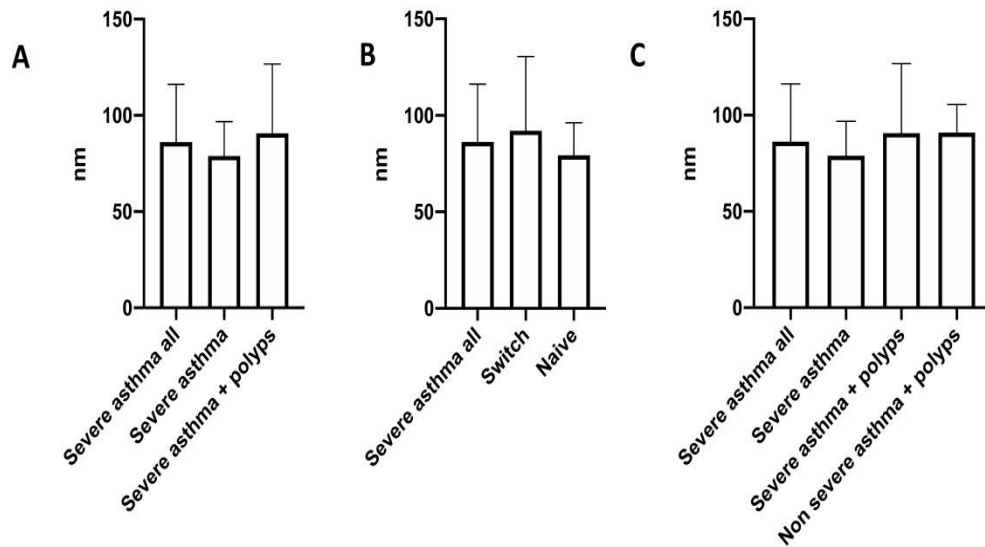 A
150
100
50
0
nm
Severe asthma all
Severe asthma
Severe asthma + polyps
B
150
100
50
0
nm
Severe asthma all
Switch
Naive
C
150
100
50
0
nm
Severe asthma all
Severe asthma
Severe asthma + polyps
Non severe asthma + polyps